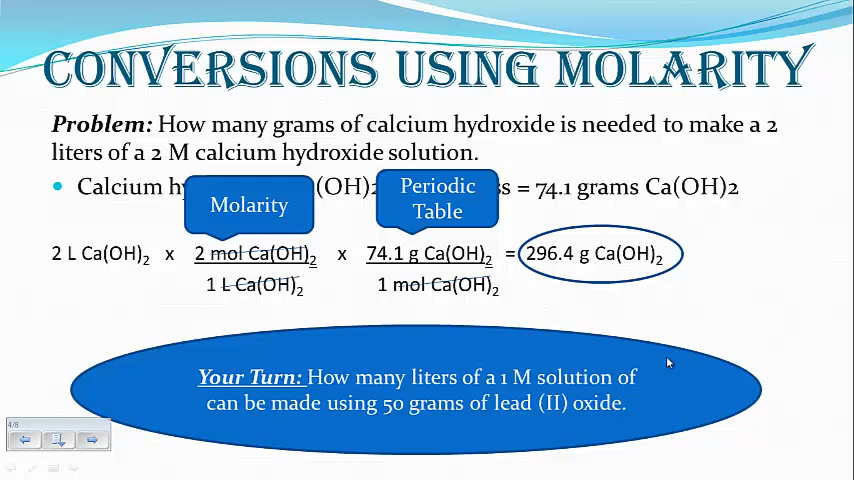 CONVERSIONS USING MOLARITY
Problem: How many grams of calcium hydroxide is needed to make a 2
liters of a 2 M calcium hydroxide solution.
• Calcium hy (OH)2 ss = 74.1 grams Ca(OH)2
Molarity
Periodic
Table
2 L Ca(OH)₂ x 2 mol Ca(OH)₂ x 74.1 g Ca(OH)₂ = 296.4 g Ca(OH)₂
1 L Ca(OH)₂ 1 mol Ca(OH)₂
Your Turn: How many liters of a 1 M solution of
can be made using 50 grams of lead (II) oxide.
4/8